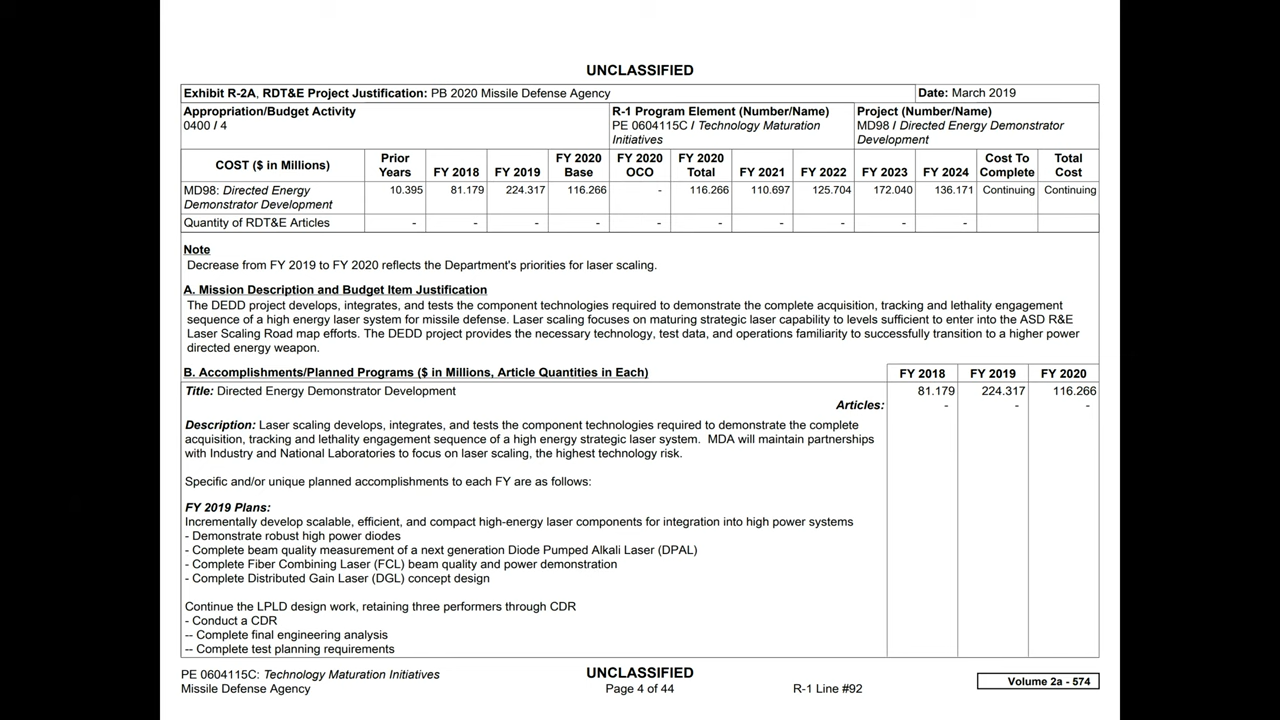 UNCLASSIFIED
Exhibit R-2A, RDT&E Project Justification: PB 2020 Missile Defense Agency
Date: March 2019
Appropriation/Budget Activity
0400 / 4
R-1 Program Element (Number/Name)
PE 0604115C / Technology Maturation
Initiatives
Project (Number/Name)
MD98 / Directed Energy Demonstrator
Development
COST ($ in Millions)
Prior
Years
FY 2018
FY 2019
FY 2020
Base
FY 2020
OCO
FY 2020
Total
FY 2021
FY 2022
FY 2023
FY 2024
Cost To
Complete
Total
Cost
MD98: Directed Energy
Demonstrator Development
10.395 81.179 224.317 116.266 - 116.266 110.697 125.704 172.040 136.171 Continuing Continuing
Quantity of RDT&E Articles - - - - - - - - - -
Note
Decrease from FY 2019 to FY 2020 reflects the Department's priorities for laser scaling.
A. Mission Description and Budget Item Justification
The DEDD project develops, integrates, and tests the component technologies required to demonstrate the complete acquisition, tracking and lethality engagement
sequence of a high energy laser system for missile defense. Laser scaling focuses on maturing strategic laser capability to levels sufficient to enter into the ASD R&E
Laser Scaling Road map efforts. The DEDD project provides the necessary technology, test data, and operations familiarity to successfully transition to a higher power
directed energy weapon.
B. Accomplishments/Planned Programs ($ in Millions, Article Quantities in Each) FY 2018 FY 2019 FY 2020
Title: Directed Energy Demonstrator Development 81.179 224.317 116.266
Articles: - - -
Description: Laser scaling develops, integrates, and tests the component technologies required to demonstrate the complete
acquisition, tracking and lethality engagement sequence of a high energy strategic laser system. MDA will maintain partnerships
with Industry and National Laboratories to focus on laser scaling, the highest technology risk.
Specific and/or unique planned accomplishments to each FY are as follows:
FY 2019 Plans:
Incrementally develop scalable, efficient, and compact high-energy laser components for integration into high power systems
- Demonstrate robust high power diodes
- Complete beam quality measurement of a next generation Diode Pumped Alkali Laser (DPAL)
- Complete Fiber Combining Laser (FCL) beam quality and power demonstration
- Complete Distributed Gain Laser (DGL) concept design
Continue the LPLD design work, retaining three performers through CDR
- Conduct a CDR
-- Complete final engineering analysis
-- Complete test planning requirements
PE 0604115C: Technology Maturation Initiatives
Missile Defense Agency
UNCLASSIFIED
Page 4 of 44
R-1 Line #92
Volume 2a - 574